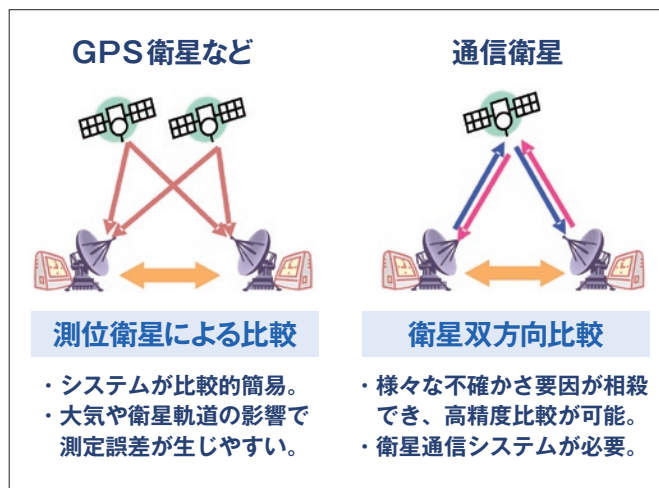 GPS衛星など
測位衛星による比較
・システムが比較的簡易。
・大気や衛星軌道の影響で
測定誤差が生じやすい。
通信衛星
衛星双方向比較
・様々な不確かさ要因が相殺
でき、高精度比較が可能。
・衛星通信システムが必要。